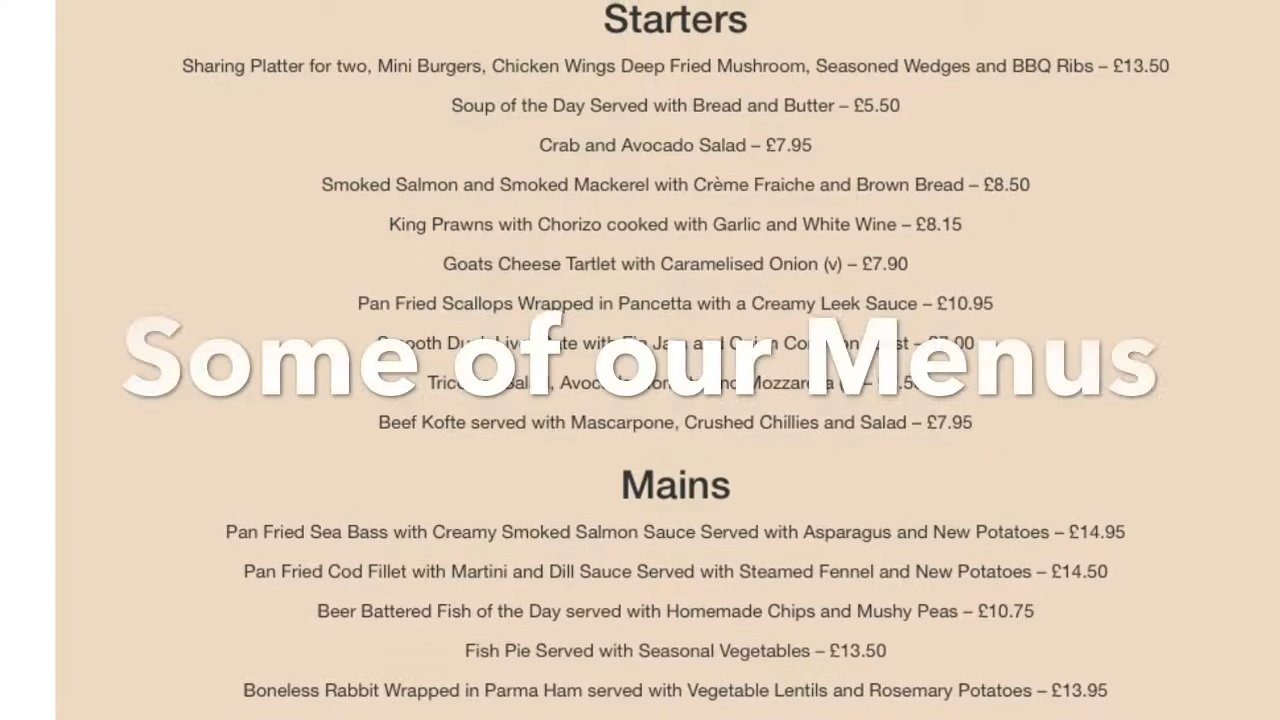 Starters
Sharing Platter for two, Mini Burgers, Chicken Wings Deep Fried Mushroom, Seasoned Wedges and BBQ Ribs – £13.50
Soup of the Day Served with Bread and Butter – £5.50
Crab and Avocado Salad – £7.95
Smoked Salmon and Smoked Mackerel with Crème Fraiche and Brown Bread – £8.50
King Prawns with Chorizo cooked with Garlic and White Wine – £8.15
Goats Cheese Tartlet with Caramelised Onion (v) – £7.90
Pan Fried Scallops Wrapped in Pancetta with a Creamy Leek Sauce – £10.95
Smooth with and
Some of our Menus
Salad, Mozzarella
Beef Kofte served with Mascarpone, Crushed Chillies and Salad – £7.95
Mains
Pan Fried Sea Bass with Creamy Smoked Salmon Sauce Served with Asparagus and New Potatoes – £14.95
Pan Fried Cod Fillet with Martini and Dill Sauce Served with Steamed Fennel and New Potatoes – £14.50
Beer Battered Fish of the Day served with Homemade Chips and Mushy Peas – £10.75
Fish Pie Served with Seasonal Vegetables – £13.50
Boneless Rabbit Wrapped in Parma Ham served with Vegetable Lentils and Rosemary Potatoes – £13.95